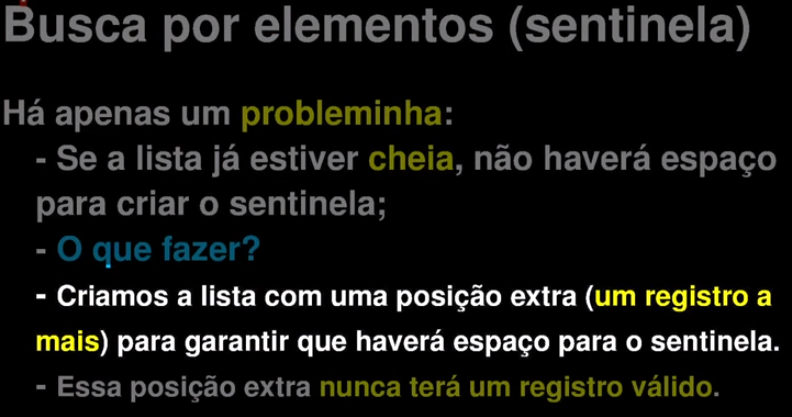 Busca por elementos (sentinela)
Há apenas um probleminha:
- Se a lista já estiver cheia, não haverá espaço
para criar o sentinela;
- O que fazer?
- Criamos a lista com uma posição extra (um registro a
mais) para garantir que haverá espaço para o sentinela.
- Essa posição extra nunca terá um registro válido.